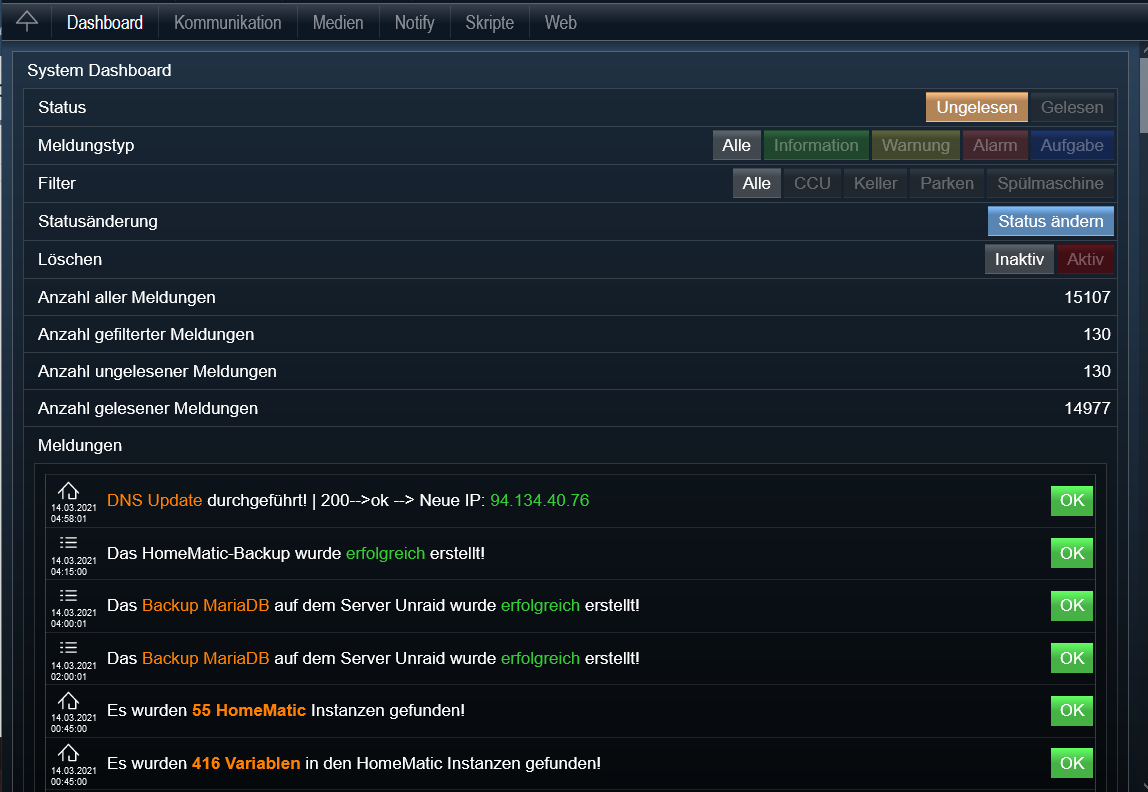 Dashboard Kommunikation Medien Notify Skripte Web
System Dashboard
Status Ungelesen Gelesen
Meldungstyp Alle Information Warnung Alarm Aufgabe
Filter Alle CCU Keller Parken Spülmaschine
Statusänderung Status ändern
Löschen Inaktiv Aktiv
Anzahl aller Meldungen 15107
Anzahl gefilterter Meldungen 130
Anzahl ungelesener Meldungen 130
Anzahl gelesener Meldungen 14977
Meldungen
DNS Update durchgeführt! | 200-->ok --> Neue IP: 94.134.40.76 OK
14.03.2021
04:58:01
Das HomeMatic-Backup wurde erfolgreich erstellt! OK
14.03.2021
04:15:00
Das Backup MariaDB auf dem Server Unraid wurde erfolgreich erstellt! OK
14.03.2021
04:00:01
Das Backup MariaDB auf dem Server Unraid wurde erfolgreich erstellt! OK
14.03.2021
02:00:01
Es wurden 55 HomeMatic Instanzen gefunden! OK
14.03.2021
00:45:00
Es wurden 416 Variablen in den HomeMatic Instanzen gefunden! OK
14.03.2021
00:45:00